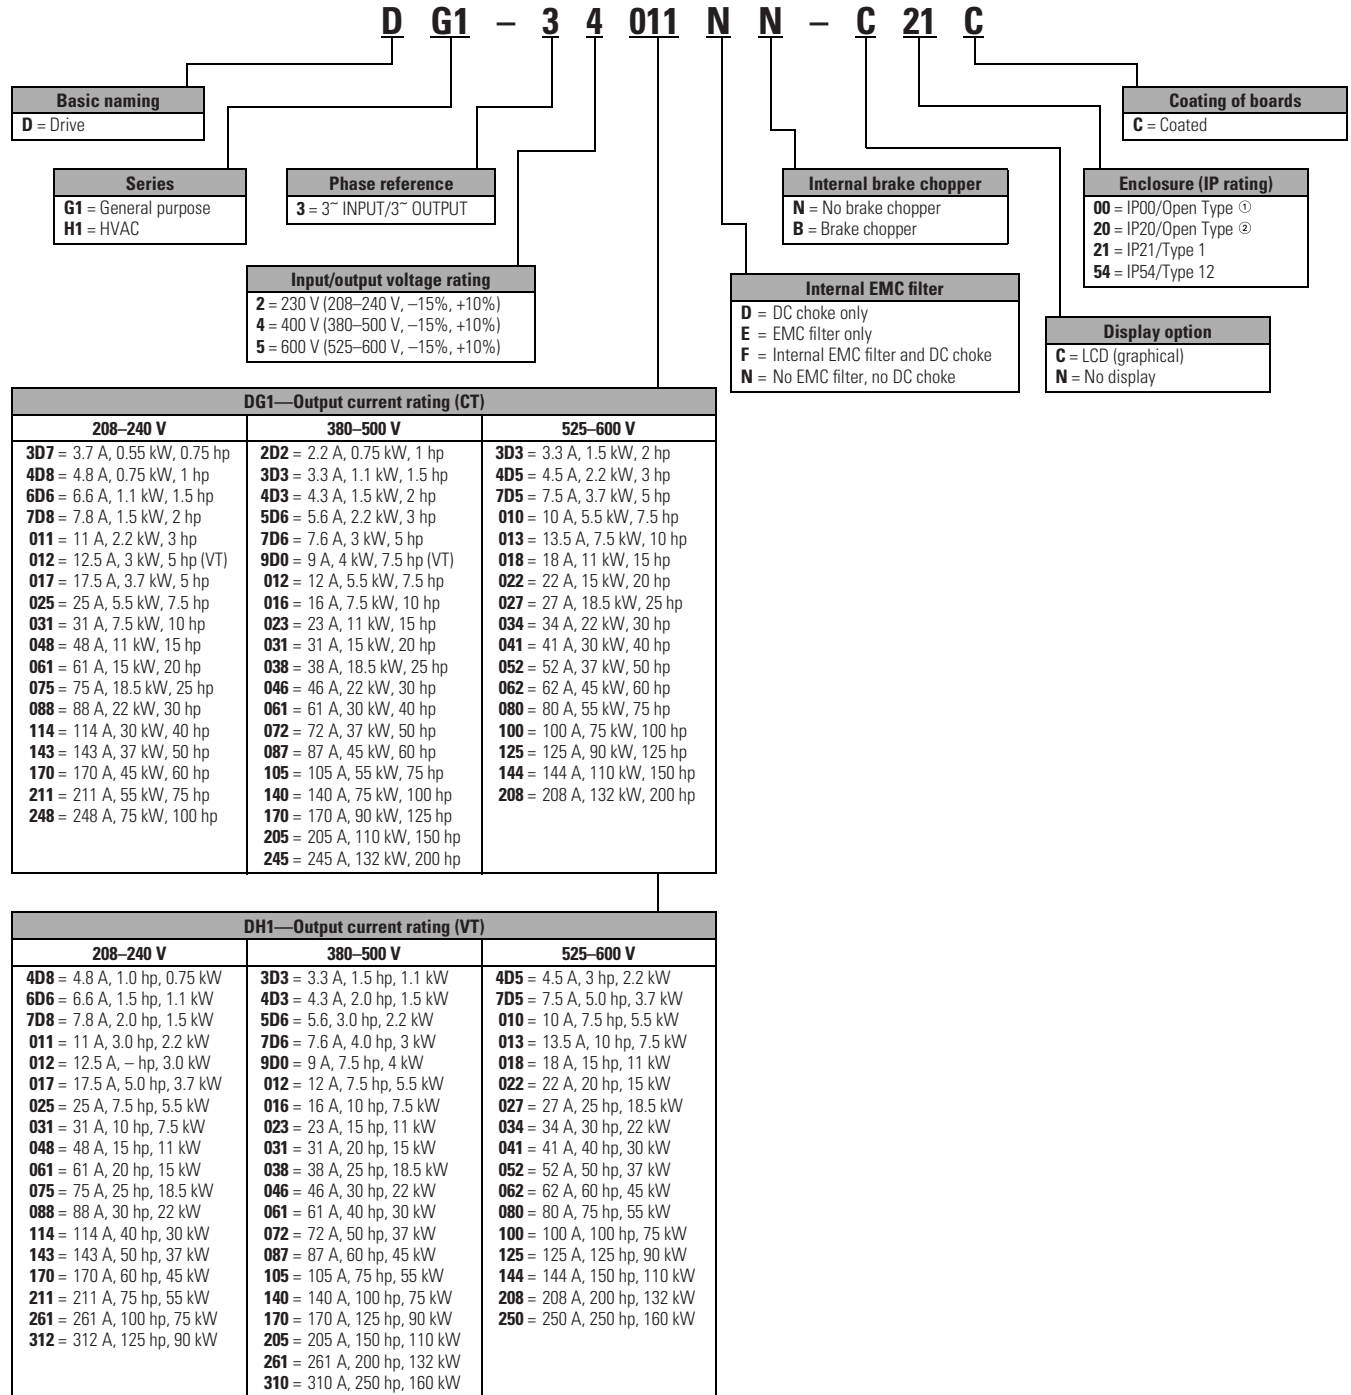 D G1 – 3 4 011 N N – C 21 C
Basic naming
D = Drive
Coating of boards
C = Coated
Series
G1 = General purpose
H1 = HVAC
Phase reference
3 = 3~ INPUT/3~ OUTPUT
Internal brake chopper
N = No brake chopper
B = Brake chopper
Enclosure (IP rating)
00 = IP00/Open Type ①
20 = IP20/Open Type ②
21 = IP21/Type 1
54 = IP54/Type 12
Input/output voltage rating
2 = 230 V (208–240 V, –15%, +10%)
4 = 400 V (380–500 V, –15%, +10%)
5 = 600 V (525–600 V, –15%, +10%)
Internal EMC filter
D = DC choke only
E = EMC filter only
F = Internal EMC filter and DC choke
N = No EMC filter, no DC choke
Display option
C = LCD (graphical)
N = No display
DG1—Output current rating (CT)
208–240 V
3D7 = 3.7 A, 0.55 kW, 0.75 hp
4D8 = 4.8 A, 0.75 kW, 1 hp
6D6 = 6.6 A, 1.1 kW, 1.5 hp
7D8 = 7.8 A, 1.5 kW, 2 hp
011 = 11 A, 2.2 kW, 3 hp
012 = 12.5 A, 3 kW, 5 hp (VT)
017 = 17.5 A, 3.7 kW, 5 hp
025 = 25 A, 5.5 kW, 7.5 hp
031 = 31 A, 7.5 kW, 10 hp
048 = 48 A, 11 kW, 15 hp
061 = 61 A, 15 kW, 20 hp
075 = 75 A, 18.5 kW, 25 hp
088 = 88 A, 22 kW, 30 hp
114 = 114 A, 30 kW, 40 hp
143 = 143 A, 37 kW, 50 hp
170 = 170 A, 45 kW, 60 hp
211 = 211 A, 55 kW, 75 hp
248 = 248 A, 75 kW, 100 hp
380–500 V
2D2 = 2.2 A, 0.75 kW, 1 hp
3D3 = 3.3 A, 1.1 kW, 1.5 hp
4D3 = 4.3 A, 1.5 kW, 2 hp
5D6 = 5.6 A, 2.2 kW, 3 hp
7D6 = 7.6 A, 3 kW, 5 hp
9D0 = 9 A, 4 kW, 7.5 hp (VT)
012 = 12 A, 5.5 kW, 7.5 hp
016 = 16 A, 7.5 kW, 10 hp
023 = 23 A, 11 kW, 15 hp
031 = 31 A, 15 kW, 20 hp
038 = 38 A, 18.5 kW, 25 hp
046 = 46 A, 22 kW, 30 hp
061 = 61 A, 30 kW, 40 hp
072 = 72 A, 37 kW, 50 hp
087 = 87 A, 45 kW, 60 hp
105 = 105 A, 55 kW, 75 hp
140 = 140 A, 75 kW, 100 hp
170 = 170 A, 90 kW, 125 hp
205 = 205 A, 110 kW, 150 hp
245 = 245 A, 132 kW, 200 hp
525–600 V
3D3 = 3.3 A, 1.5 kW, 2 hp
4D5 = 4.5 A, 2.2 kW, 3 hp
7D5 = 7.5 A, 3.7 kW, 5 hp
010 = 10 A, 5.5 kW, 7.5 hp
013 = 13.5 A, 7.5 kW, 10 hp
018 = 18 A, 11 kW, 15 hp
022 = 22 A, 15 kW, 20 hp
027 = 27 A, 18.5 kW, 25 hp
034 = 34 A, 22 kW, 30 hp
041 = 41 A, 30 kW, 40 hp
052 = 52 A, 37 kW, 50 hp
062 = 62 A, 45 kW, 60 hp
080 = 80 A, 55 kW, 75 hp
100 = 100 A, 75 kW, 100 hp
125 = 125 A, 90 kW, 125 hp
144 = 144 A, 110 kW, 150 hp
208 = 208 A, 132 kW, 200 hp
DH1—Output current rating (VT)
208–240 V
4D8 = 4.8 A, 1.0 hp, 0.75 kW
6D6 = 6.6 A, 1.5 hp, 1.1 kW
7D8 = 7.8 A, 2.0 hp, 1.5 kW
011 = 11 A, 3.0 hp, 2.2 kW
012 = 12.5 A, – hp, 3.0 kW
017 = 17.5 A, 5.0 hp, 3.7 kW
025 = 25 A, 7.5 hp, 5.5 kW
031 = 31 A, 10 hp, 7.5 kW
048 = 48 A, 15 hp, 11 kW
061 = 61 A, 20 hp, 15 kW
075 = 75 A, 25 hp, 18.5 kW
088 = 88 A, 30 hp, 22 kW
114 = 114 A, 40 hp, 30 kW
143 = 143 A, 50 hp, 37 kW
170 = 170 A, 60 hp, 45 kW
211 = 211 A, 75 hp, 55 kW
261 = 261 A, 100 hp, 75 kW
312 = 312 A, 125 hp, 90 kW
380–500 V
3D3 = 3.3 A, 1.5 hp, 1.1 kW
4D3 = 4.3 A, 2.0 hp, 1.5 kW
5D6 = 5.6, 3.0 hp, 2.2 kW
7D6 = 7.6 A, 4.0 hp, 3 kW
9D0 = 9 A, 7.5 hp, 4 kW
012 = 12 A, 7.5 hp, 5.5 kW
016 = 16 A, 10 hp, 7.5 kW
023 = 23 A, 15 hp, 11 kW
031 = 31 A, 20 hp, 15 kW
038 = 38 A, 25 hp, 18.5 kW
046 = 46 A, 30 hp, 22 kW
061 = 61 A, 40 hp, 30 kW
072 = 72 A, 50 hp, 37 kW
087 = 87 A, 60 hp, 45 kW
105 = 105 A, 75 hp, 55 kW
140 = 140 A, 100 hp, 75 kW
170 = 170 A, 125 hp, 90 kW
205 = 205 A, 150 hp, 110 kW
261 = 261 A, 200 hp, 132 kW
310 = 310 A, 250 hp, 160 kW
525–600 V
4D5 = 4.5 A, 3 hp, 2.2 kW
7D5 = 7.5 A, 5.0 hp, 3.7 kW
010 = 10 A, 7.5 hp, 5.5 kW
013 = 13.5 A, 10 hp, 7.5 kW
018 = 18 A, 15 hp, 11 kW
022 = 22 A, 20 hp, 15 kW
027 = 27 A, 25 hp, 18.5 kW
034 = 34 A, 30 hp, 22 kW
041 = 41 A, 40 hp, 30 kW
052 = 52 A, 50 hp, 37 kW
062 = 62 A, 60 hp, 45 kW
080 = 80 A, 75 hp, 55 kW
100 = 100 A, 100 hp, 75 kW
125 = 125 A, 125 hp, 90 kW
144 = 144 A, 150 hp, 110 kW
208 = 208 A, 200 hp, 132 kW
250 = 250 A, 250 hp, 160 kW